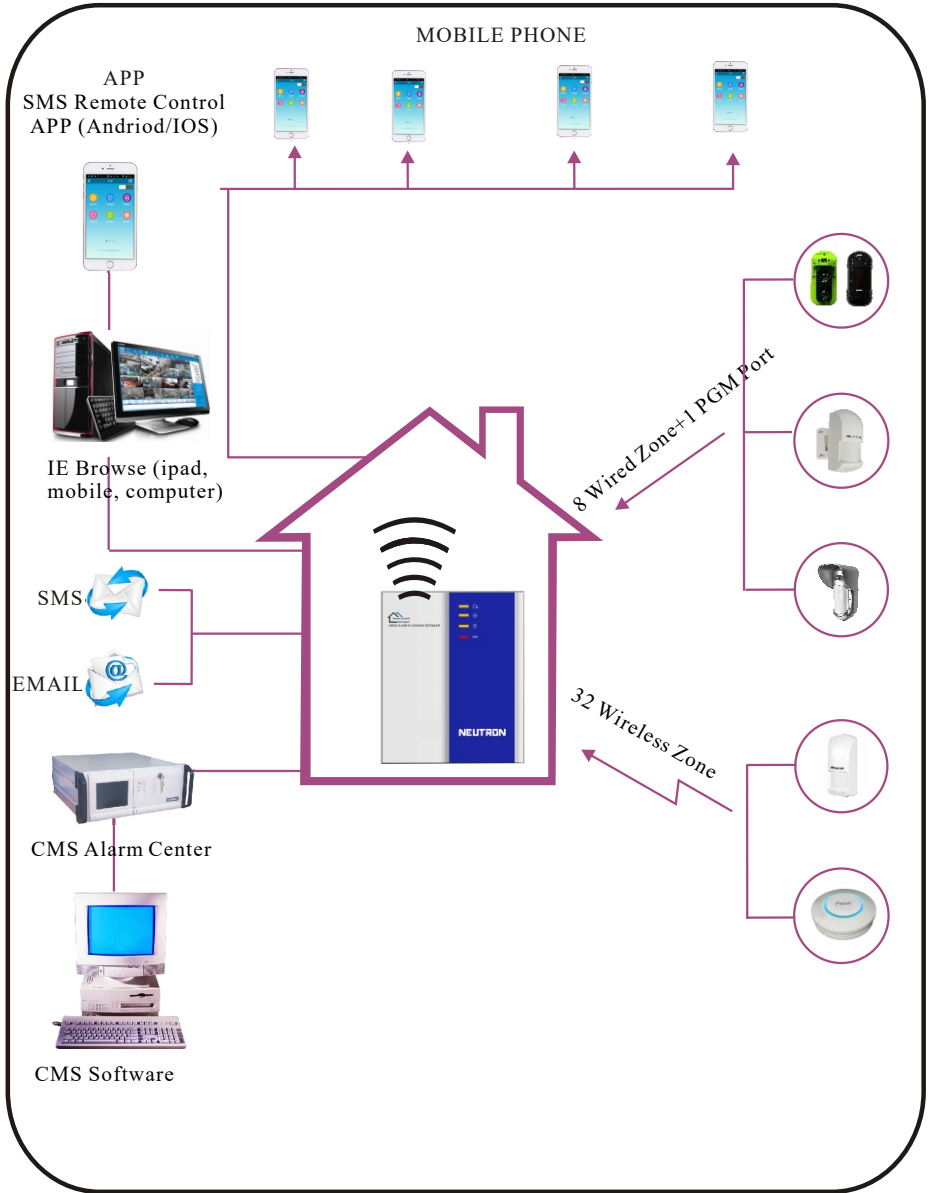 MOBILE PHONE
APP
SMS Remote Control
APP (Andriod/IOS)
8 Wired Zone+1 PGM Port
IE Browse (ipad,
mobile, computer)
SMS
EMAIL
32 Wireless Zone
NEUTRON
CMS Alarm Center
CMS Software